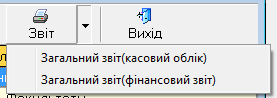 Звіт Вихід
Загальний звіт(касовий облік)
Загальний звіт(фінансовий звіт)